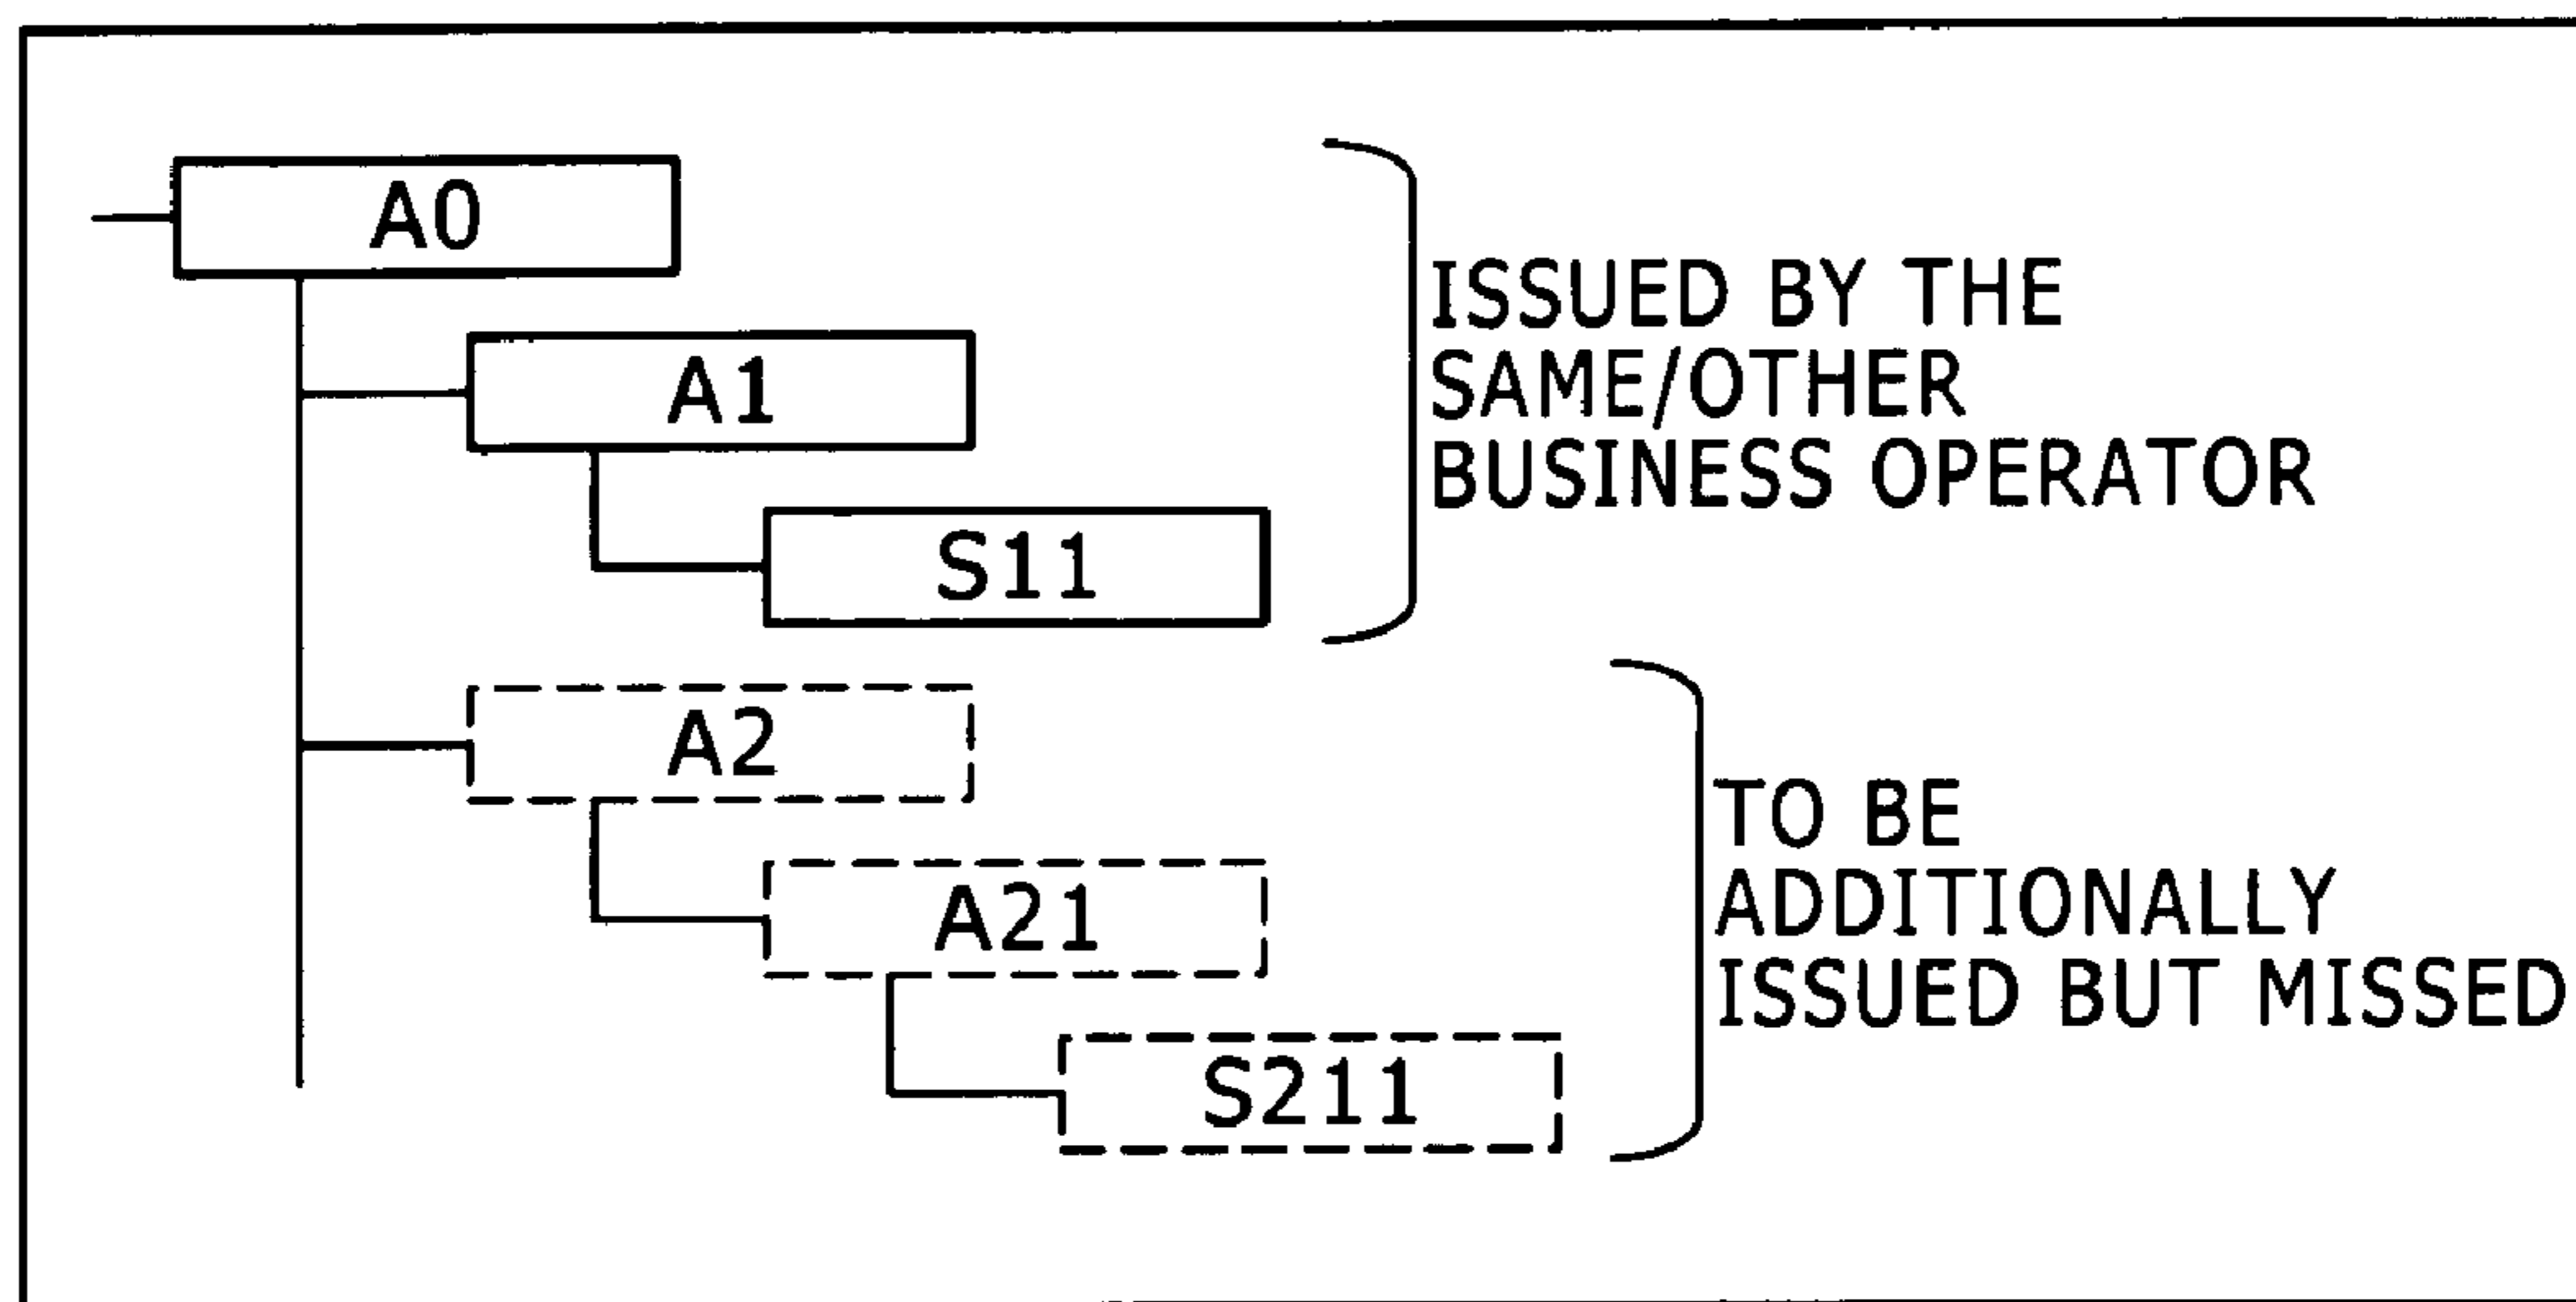 A0
A1
S11
ISSUED BY THE
SAME/OTHER
BUSINESS OPERATOR
A2
A21
S211
TO BE
ADDITIONALLY
ISSUED BUT MISSED